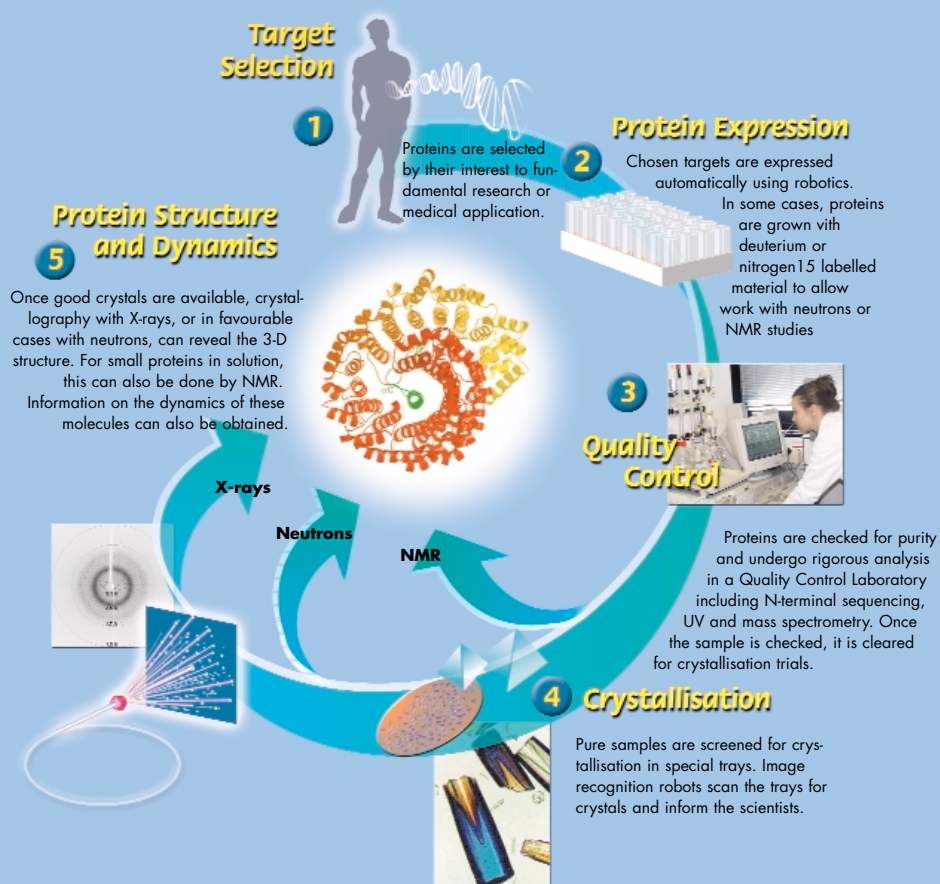 Target
Selection
1
Proteins are selected
by their interest to fun-
damental research or
medical application.
2
Protein Expression
Chosen targets are expressed
automatically using robotics.
In some cases, proteins
are grown vith
deuterium or
nitrogen15 labelled
material to allow
work with neutrons or
NMR studies
3
Quality
Control
Proteins are checked for purity
and undergo rigorous analysis
in a Quality Control Laboratory
including N-terminal sequencing,
UV and mass spectrometry. Once
the sample is checked, it is cleared
for crystallisation trials.
4
Crystallisation
Pure samples are screened for crys-
tallisation in special trays. Image
recognition robots scan the trays for
crystals and inform the scientists.
Protein Structure
and Dynamics
5
Once good crystals are available, crystal-
lography with X-rays, or in favourable
cases with neutrons, can reveal the 3-D
structure. For small proteins in solution,
this can also be done by NMR.
Information on the dynamics of these
molecules can also be obtained.
X-rays
Neutrons
NMR